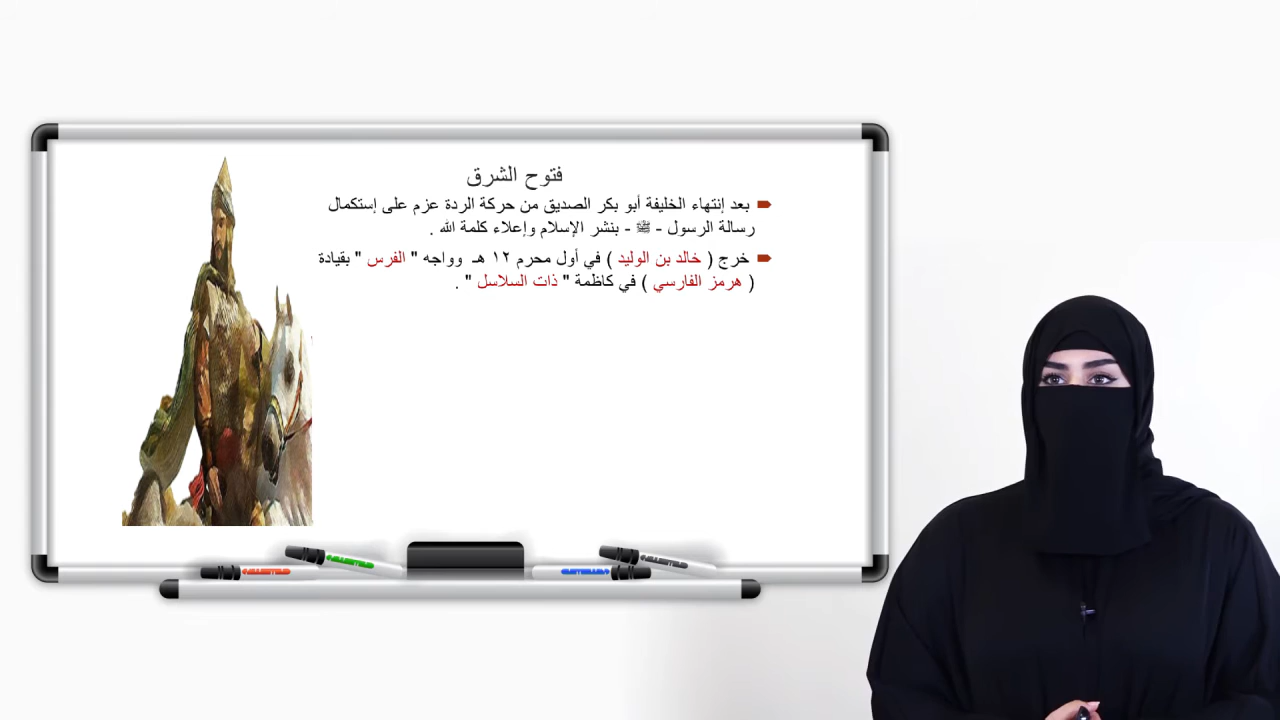 فتوح الشرق
بعد إنتهاء الخليفة أبو بكر الصديق من حركة الردة عزم على إستكمال
رسالة الرسول - ﷺ - بنشر الإسلام وإعلاء كلمة الله .
خرج ( خالد بن الوليد ) في أول محرم ١٢ هـ وواجه " الفرس " بقيادة
( هرمز الفارسي ) في كاظمة " ذات السلاسل " .